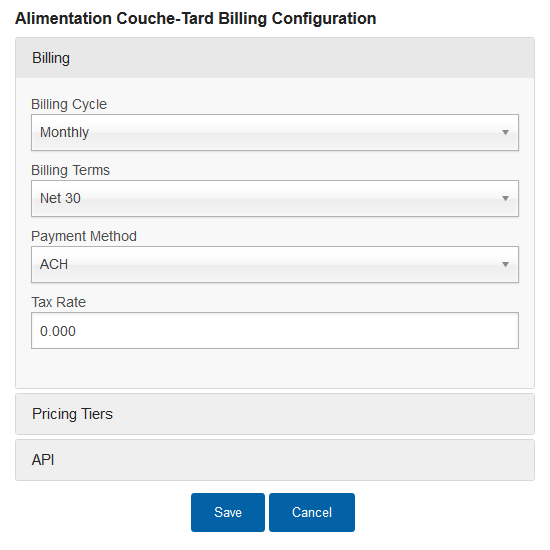 Alimentation Couche-Tard Billing Configuration
Billing
Billing Cycle
Monthly
Billing Terms
Net 30
Payment Method
ACH
Tax Rate
0.000
Pricing Tiers
API
Save Cancel